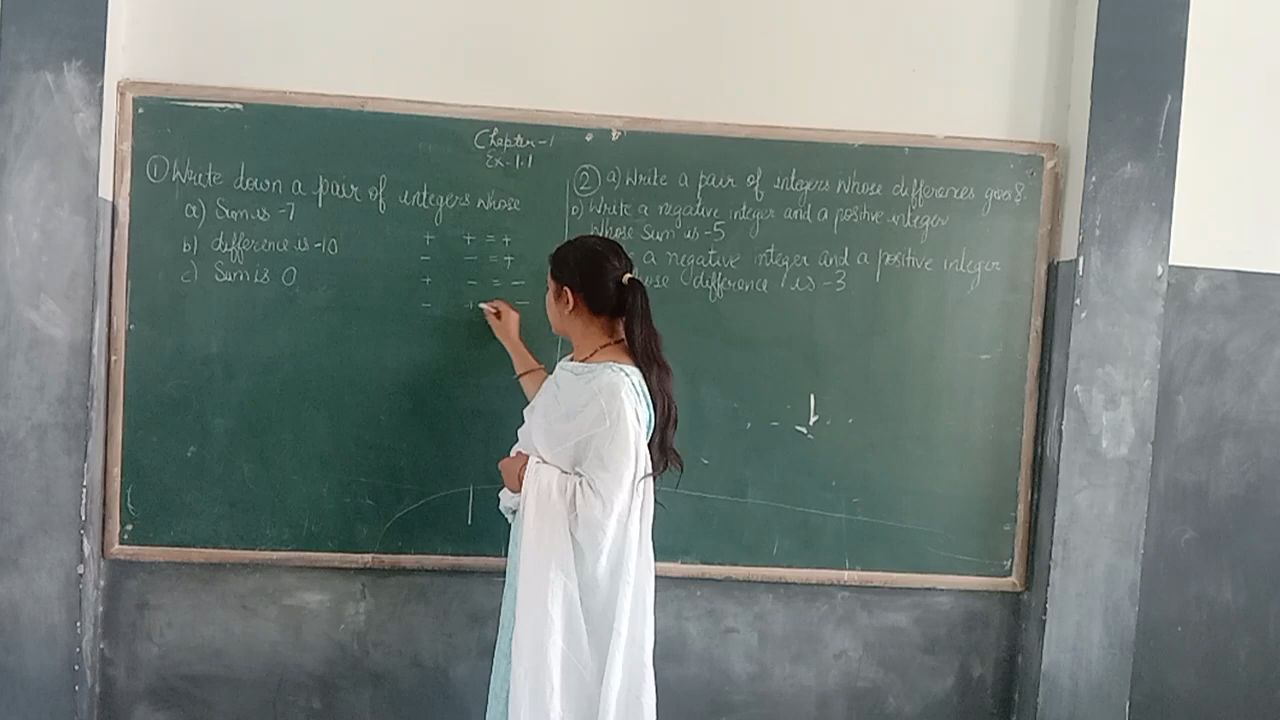 Chapter-1
Ex-1.1
① Write down a pair of integers whose
a) Sum is -7
b) difference is -10
c) Sum is 0
+ + = +
- - = +
+ - = -
- + -
② a) Write a pair of integers whose differences gives 8.
b) Write a negative integer and a positive integer
whose sum is -5
a negative integer and a positive integer
ose difference is -3